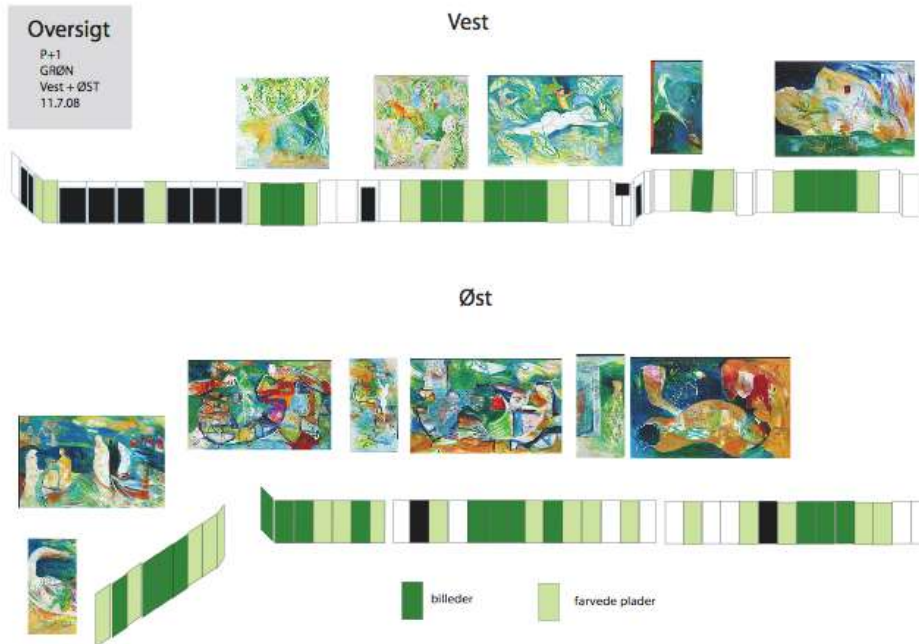 Oversigt
P+1
GRØN
Vest + ØST
11.7.08
Vest
Øst
billeder
farvede plader